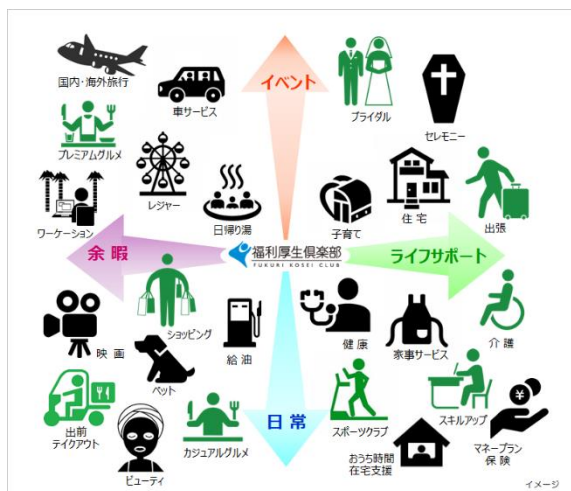 イベント
国内・海外旅行
車サービス
ブライダル
セレモニー
プレミアムグルメ
レジャー
日帰り湯
子育て
住宅
出張
ワーケーション
余暇
福利厚生倶楽部
FUKURI KOSEI CLUB
ライフサポート
ショッピング
映画
ペット
給油
健康
家事サービス
介護
出前
テイクアウト
ビューティ
カジュアルグルメ
日常
スポーツクラブ
おうち時間
在宅支援
スキルアップ
¥
マネープラン
保険
イメージ